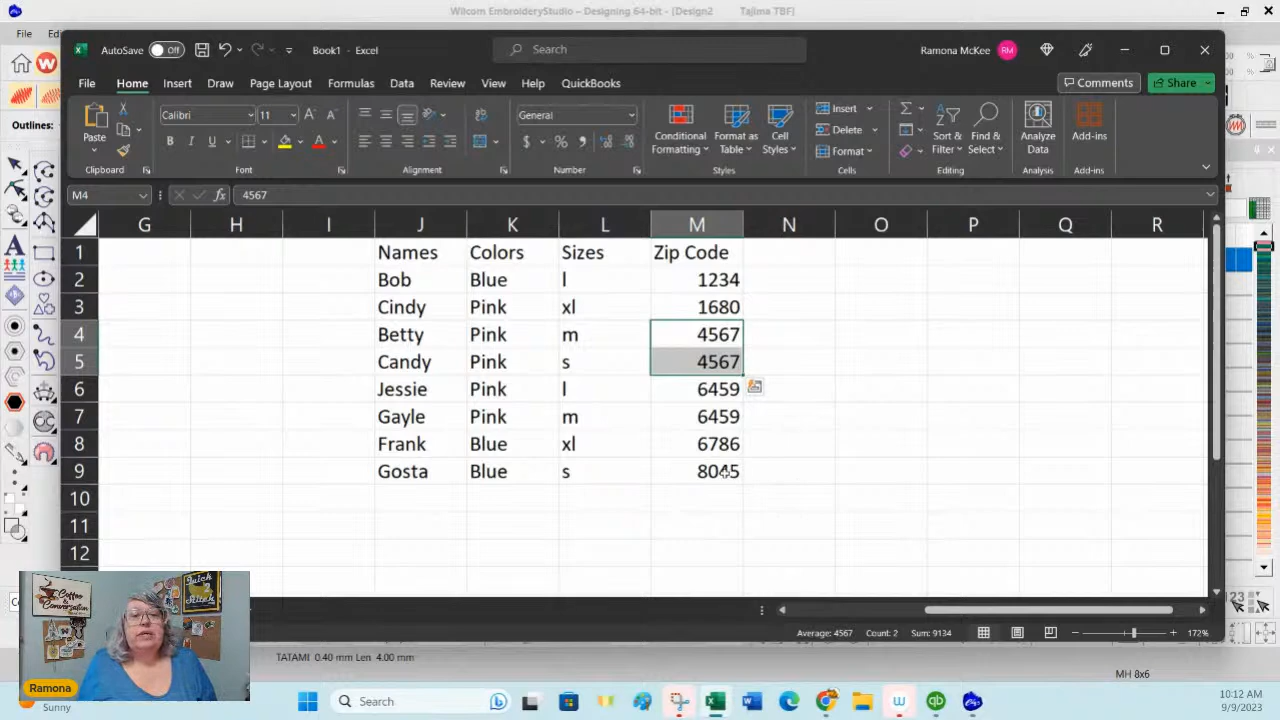 Wilcom EmbroideryStudio – Designing 64-bit - [Design2 Tajima TBF]
File
AutoSave Off Book1 - Excel Search Ramona McKee RM
File Home Insert Draw Page Layout Formulas Data Review View Help QuickBooks Comments Share
Outlines:
Paste
Calibri 11
General
Conditional Formatting
Format as Table
Cell Styles
Insert
Delete
Format
Sort & Filter
Find & Select
Analyze Data
Add-ins
Clipboard Font Alignment Number Styles Cells Editing Analysis Add-ins
M4 fx 4567
G H I J K L M N O P Q R
1 Names Colors Sizes Zip Code
2 Bob Blue l 1234
3 Cindy Pink xl 1680
4 Betty Pink m 4567
5 Candy Pink s 4567
6 Jessie Pink l 6459
7 Gayle Pink m 6459
8 Frank Blue xl 6786
9 Gosta Blue s 8045
10
11
12
Coffee & Conversation
Quick 2 Stitch
Average: 4567 Count: 2 Sum: 9134 172%
TATAMI 0.40 mm Len 4.00 mm
MH 8x6
Ramona
Sunny
Search
10:12 AM
9/9/2023